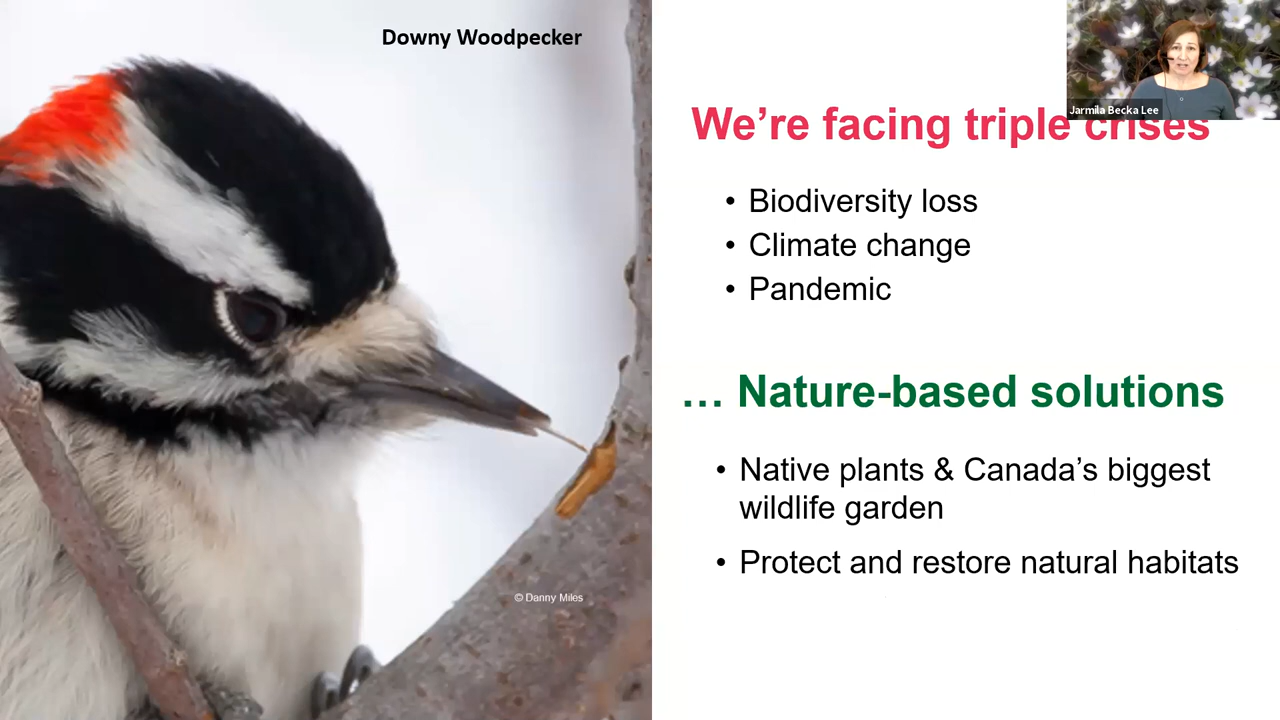 Downy Woodpecker
Jarmila Becka Lee
We’re facing triple crises
• Biodiversity loss
• Climate change
• Pandemic
… Nature-based solutions
• Native plants & Canada’s biggest
wildlife garden
• Protect and restore natural habitats
© Danny Miles